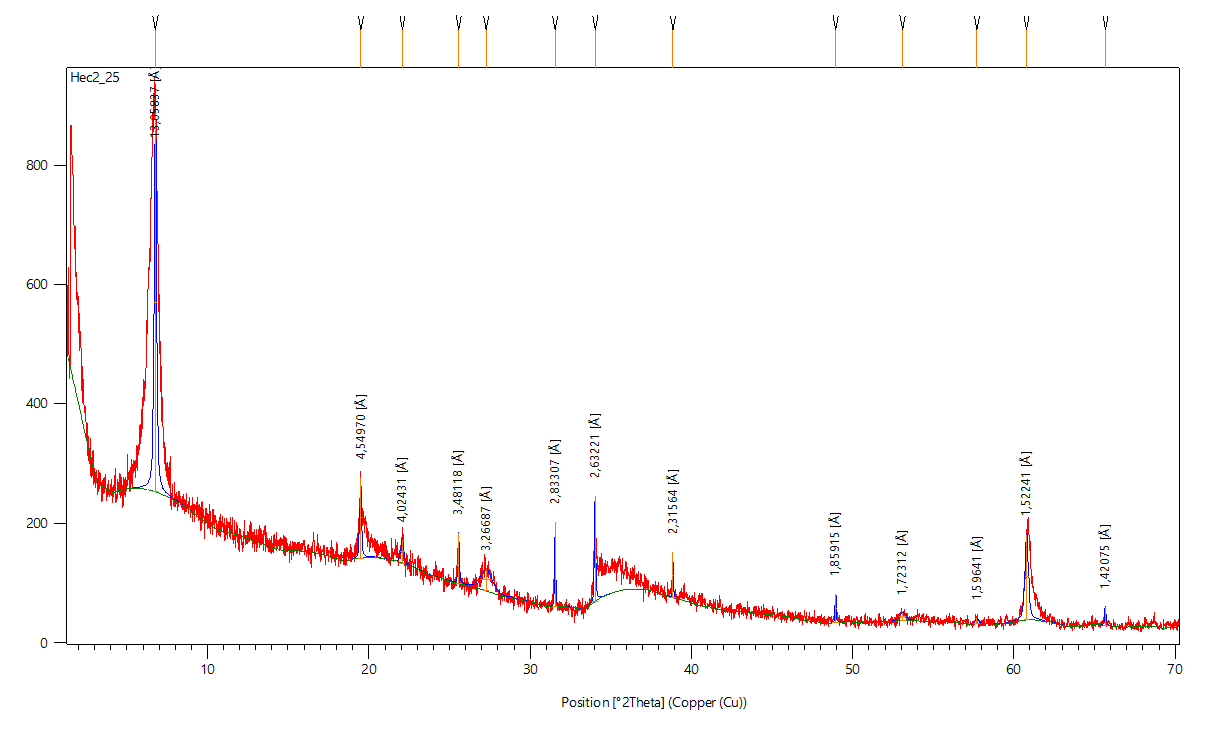 Hec2_25
13,05837 [Å]
4,54970 [Å]
4,02431 [Å]
3,48118 [Å]
3,26687 [Å]
2,83307 [Å]
2,63221 [Å]
2,31564 [Å]
1,85915 [Å]
1,72312 [Å]
1,59641 [Å]
1,52241 [Å]
1,42075 [Å]
800
600
400
200
0
10 20 30 40 50 60 70
Position [°2Theta] (Copper (Cu))